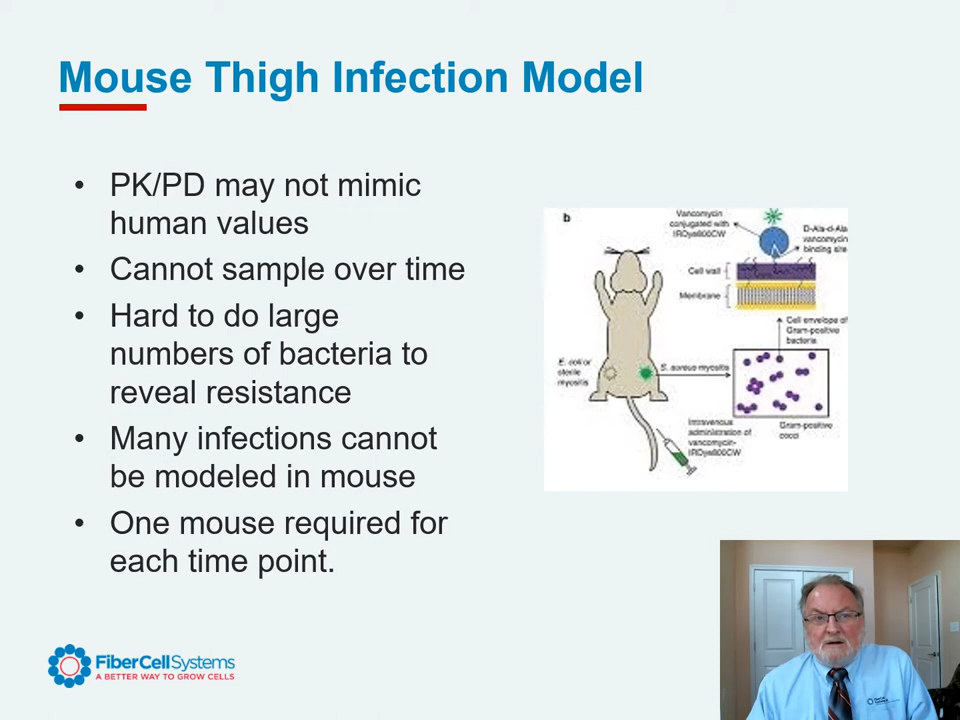 Mouse Thigh Infection Model
• PK/PD may not mimic
human values
• Cannot sample over time
• Hard to do large
numbers of bacteria to
reveal resistance
• Many infections cannot
be modeled in mouse
• One mouse required for
each time point.
b
Vancomycin
conjugated with
IRDye800CW
D-Ala-d-Ala
vancomycin
binding site
Cell wall
Membrane
Cell envelope of
Gram-positive
bacteria
E. coli or
sterile
myositis
S. aureus myositis
Intravenous
administration of
vancomycin-
IRDye800CW
Gram-positive
cocci
FiberCellSystems
A BETTER WAY TO GROW CELLS